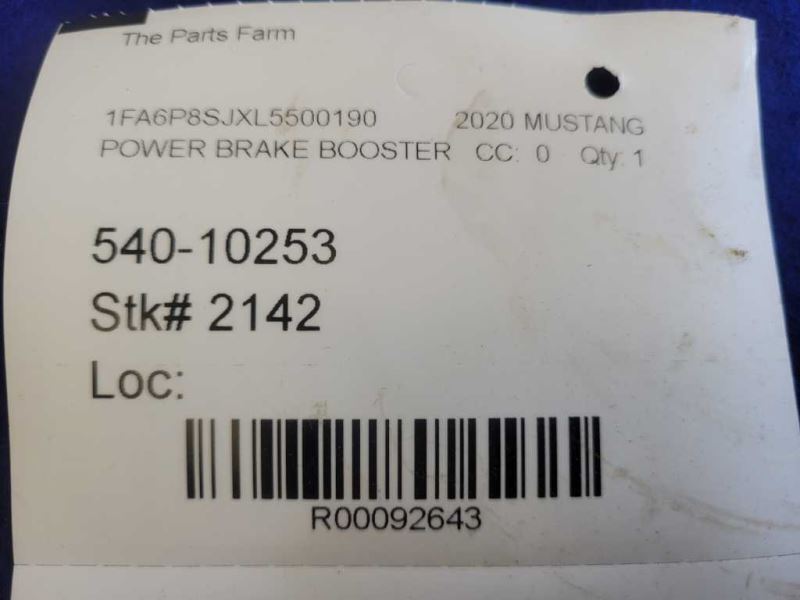 The Parts Farm
1FA6P8SJXL5500190 2020 MUSTANG
POWER BRAKE BOOSTER CC: 0 Qty: 1
540-10253
Stk# 2142
Loc:
R00092643